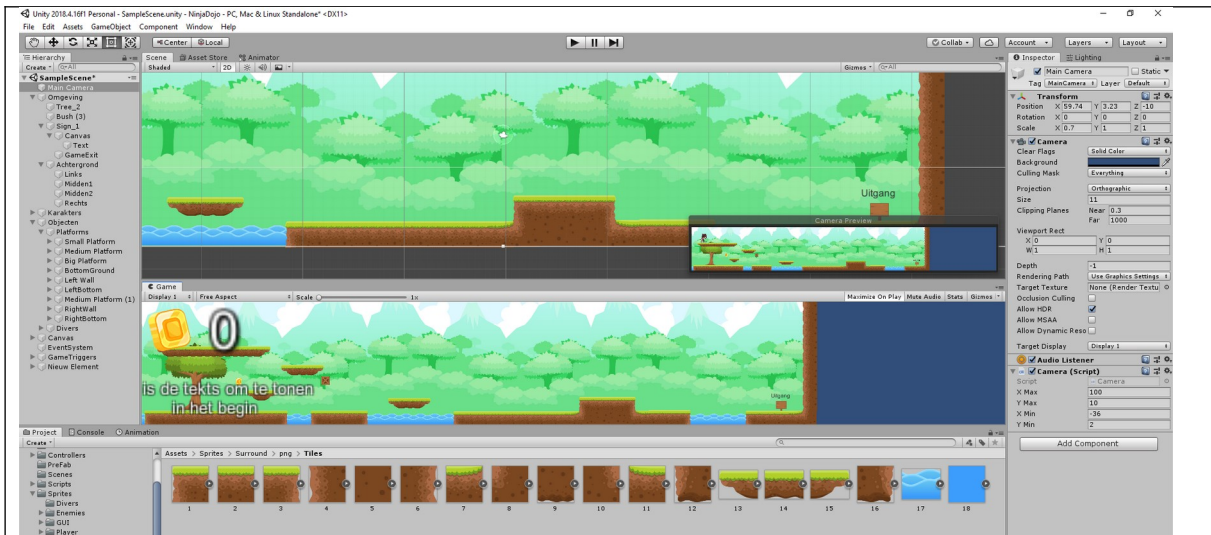 Unity 2018.4.16f1 Personal - SampleScene.unity - NinjaDojo - PC, Mac & Linux Standalone* <DX11>
File Edit Assets GameObject Component Window Help
Center Local
Collab Account Layers Layout
Hierarchy
Create All
SampleScene*
Main Camera
Omgeving
Tree_2
Bush (3)
Sign_1
Canvas
Text
GameExit
Achtergrond
Links
Midden1
Midden2
Rechts
Karakters
Objecten
Platforms
Small Platform
Medium Platform
Big Platform
BottomGround
Left Wall
LeftBottom
Medium Platform (1)
RightWall
RightBottom
Divers
Canvas
EventSystem
GameTriggers
Nieuw Element
Scene Asset Store Animator
Shaded 2D Gizmos All
Uitgang
Camera Preview
Game
Display 1 Free Aspect Scale 1x Maximize On Play Mute Audio Stats Gizmos
0
is de tekts om te tonen
in het begin
Uitgang
Inspector Lighting
Main Camera Static
Tag MainCamera Layer Default
Transform
Position X 59.74 Y 3.23 Z -10
Rotation X 0 Y 0 Z 0
Scale X 0.7 Y 1 Z 1
Camera
Clear Flags Solid Color
Background
Culling Mask Everything
Projection Orthographic
Size 11
Clipping Planes Near 0.3
Far 1000
Viewport Rect
X 0 Y 0
W 1 H 1
Depth -1
Rendering Path Use Graphics Settings
Target Texture None (Render Textu
Occlusion Culling
Allow HDR
Allow MSAA
Allow Dynamic Reso
Target Display Display 1
Audio Listener
Camera (Script)
Script Camera
X Max 100
Y Max 10
X Min -36
Y Min 2
Add Component
Project Console Animation
Create
Controllers
PreFab
Scenes
Scripts
Sprites
Divers
Enemies
GUI
Player
Assets > Sprites > Surround > png > Tiles
1 2 3 4 5 6 7 8 9 10 11 12 13 14 15 16 17 18